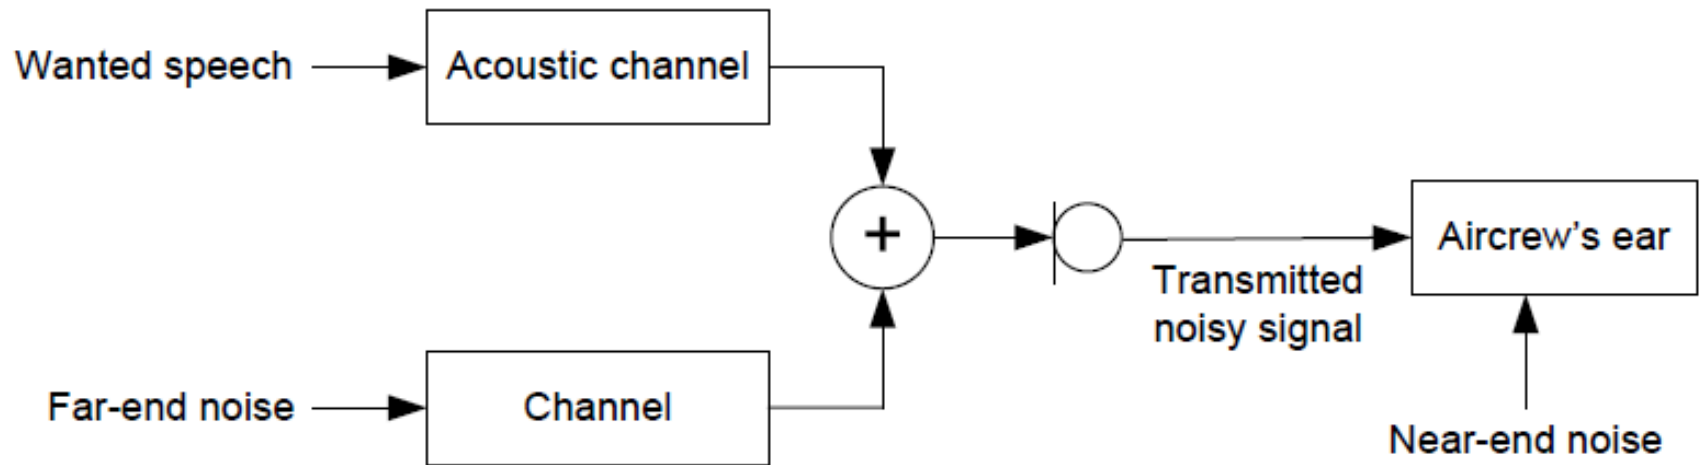 Wanted speech
Acoustic channel
+
Aircrew's ear
Transmitted
noisy signal
Far-end noise
Channel
Near-end noise